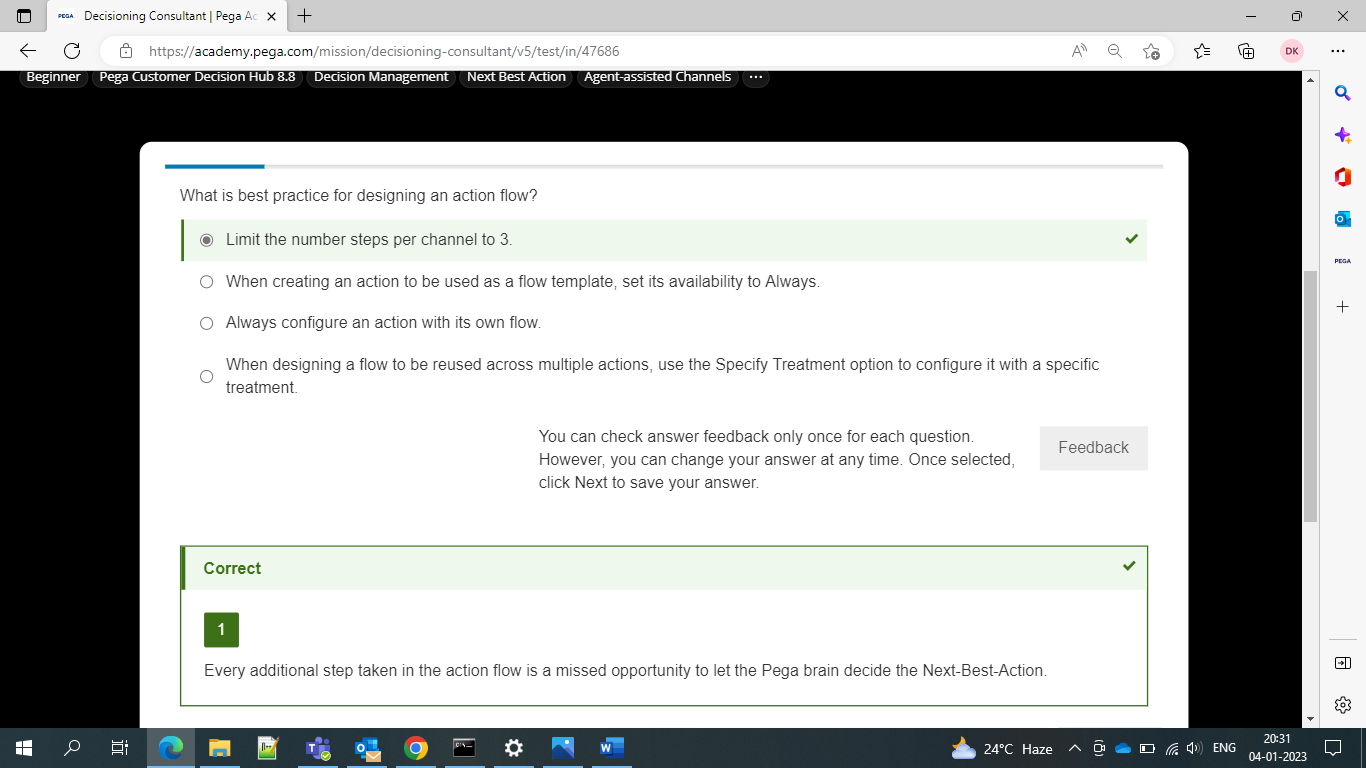 PEGA Decisioning Consultant | Pega Ac
https://academy.pega.com/mission/decisioning-consultant/v5/test/in/47686
DK
Beginner
Pega Customer Decision Hub 8.8
Decision Management
Next Best Action
Agent-assisted Channels
What is best practice for designing an action flow?
Limit the number steps per channel to 3.
When creating an action to be used as a flow template, set its availability to Always.
Always configure an action with its own flow.
When designing a flow to be reused across multiple actions, use the Specify Treatment option to configure it with a specific
treatment.
You can check answer feedback only once for each question.
However, you can change your answer at any time. Once selected,
click Next to save your answer.
Feedback
Correct
1
Every additional step taken in the action flow is a missed opportunity to let the Pega brain decide the Next-Best-Action.
PEGA
24°C Haze
ENG
20:31
04-01-2023